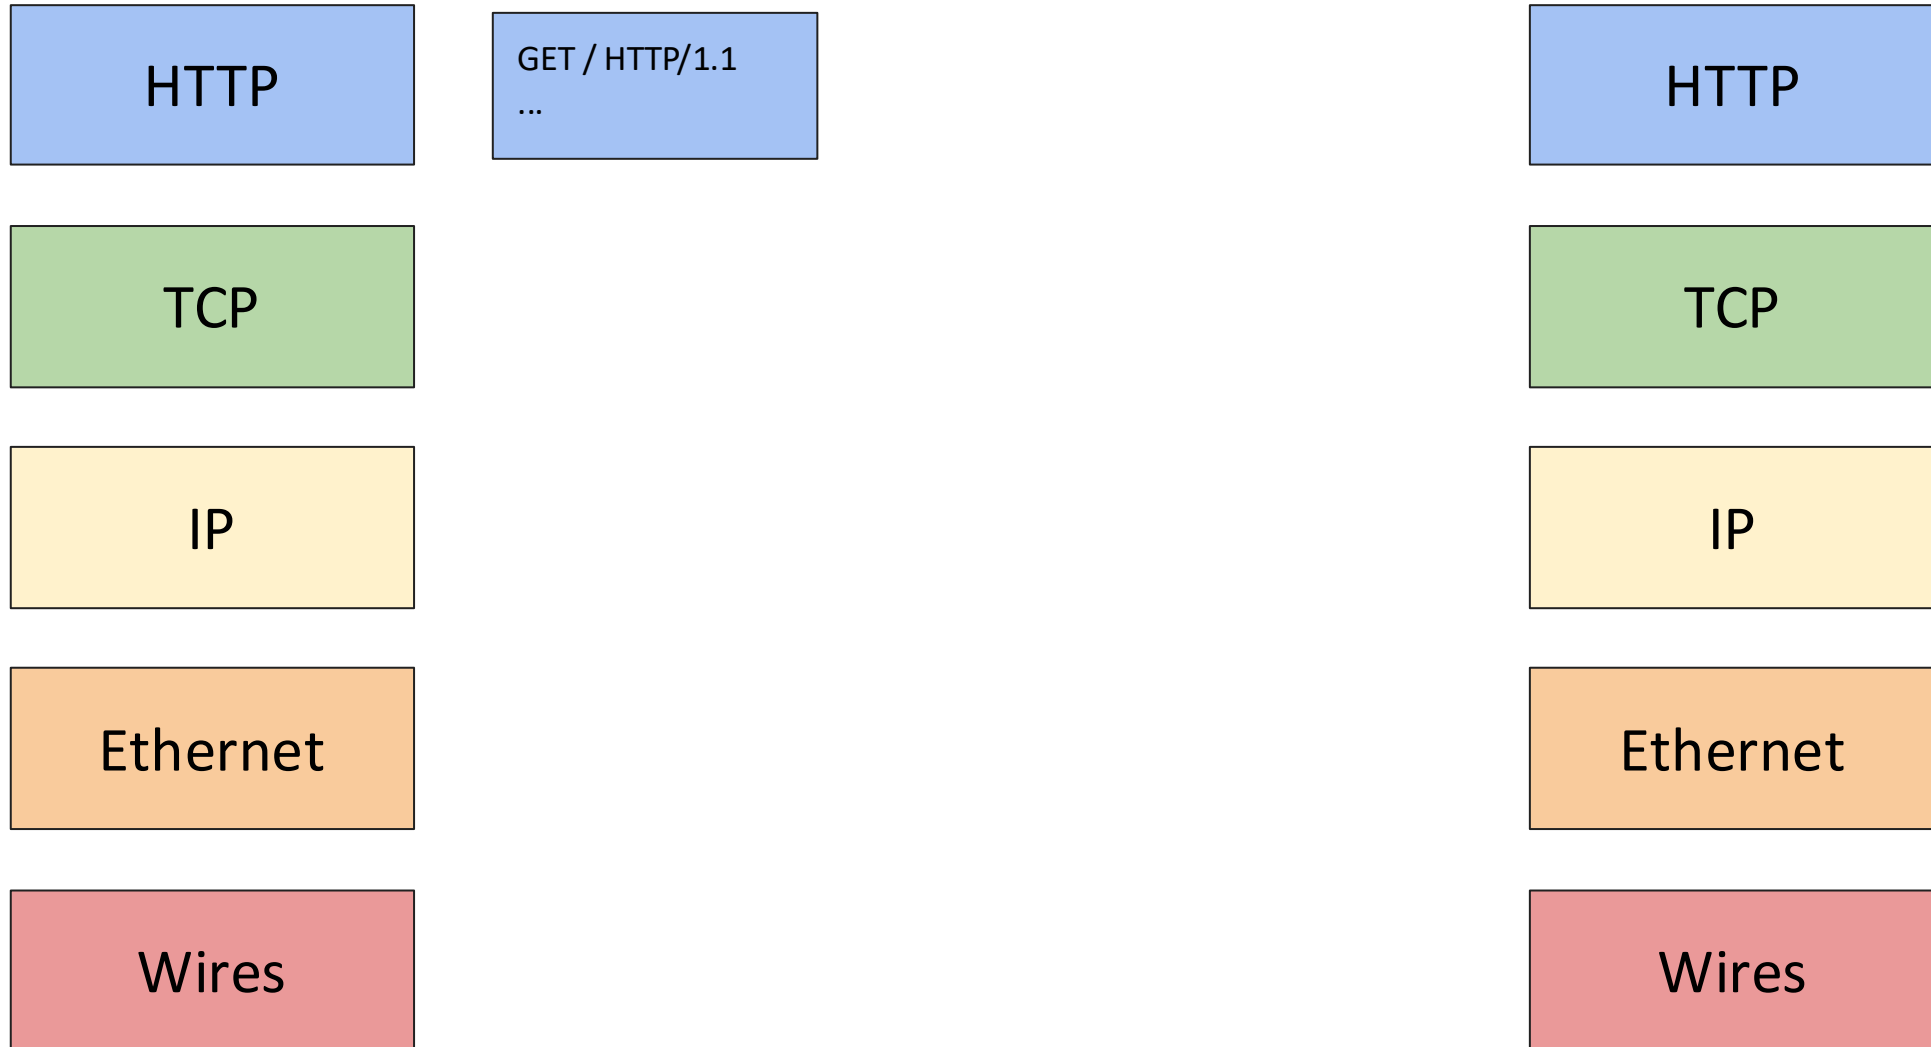 HTTP
GET / HTTP/1.1
...
HTTP
TCP
TCP
IP
IP
Ethernet
Ethernet
Wires
Wires